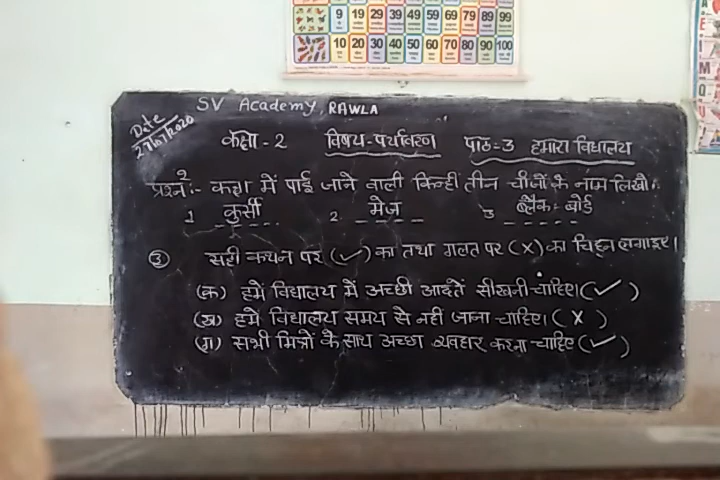 9 19 29 39 49 59 69 79 89 99
10 20 30 40 50 60 70 80 90 100
SV Academy, RAWLA
Date
कक्षा - 2 विषय - पर्यावरण पाठ-3 हमारा विद्यालय
प्रश्न 2:- कक्षा में पाई जाने वाली किन्हीं तीन चीजों के नाम लिखो।
1 कुर्सी 2. मेज 3 ब्लैक-बोर्ड
③ सही कथन पर (✓) का तथा गलत पर (X) का चिह्न लगाइए।
(क) हमें विद्यालय में अच्छी आदतें सीखनी चाहिए। (✓)
(ख) हमें विद्यालय समय से नहीं जाना चाहिए। (X)
(ग) सभी मित्रों के साथ अच्छा व्यवहार करना चाहिए (✓)